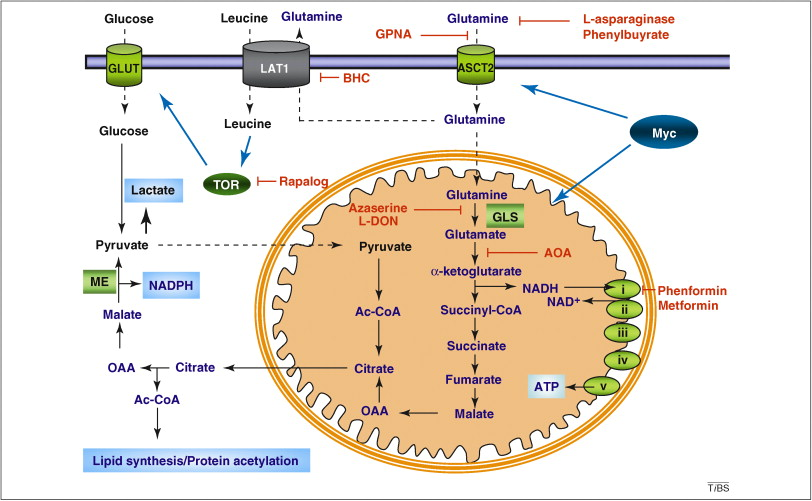 Glucose
Leucine
Glutamine
Glutamine
L-asparaginase
Phenylbuyrate
GPNA
GLUT
LAT1
ASCT2
BHC
Glucose
Leucine
Glutamine
Myc
TOR
Rapalog
Lactate
Glutamine
Azaserine
L-DON
GLS
Glutamate
Pyruvate
Pyruvate
AOA
α-ketoglutarate
ME
NADPH
NADH
i
Phenformin
Metformin
NAD+
ii
Malate
Ac-CoA
Succinyl-CoA
iii
Succinate
iv
OAA
Citrate
Citrate
Fumarate
ATP
v
Ac-CoA
OAA
Malate
Lipid synthesis/Protein acetylation
TiBS